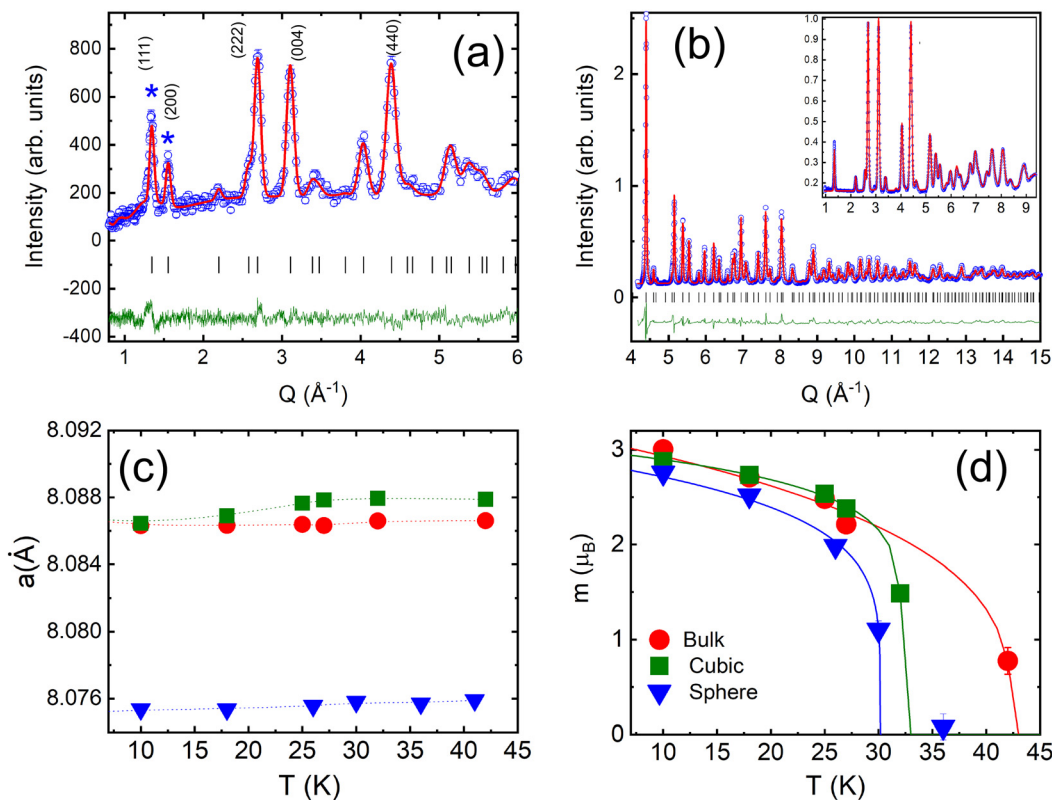 (a)
(111)
*
(200)
*
(222)
(004)
(440)
800
600
400
200
0
-200
-400
Intensity (arb. units)
1 2 3 4 5 6
Q (Å⁻¹)
(b)
2
1
0
Intensity (arb. units)
1.0
0.9
0.8
0.7
0.6
0.5
0.4
0.3
0.2
2 3 4 5 6 7 8 9
4 5 6 7 8 9 10 11 12 13 14 15
Q (Å⁻¹)
(c)
8.092
8.088
8.084
8.080
8.076
a(Å)
10 15 20 25 30 35 40 45
T (K)
(d)
3
2
1
0
m (μB)
Bulk
Cubic
Sphere
10 15 20 25 30 35 40 45
T (K)